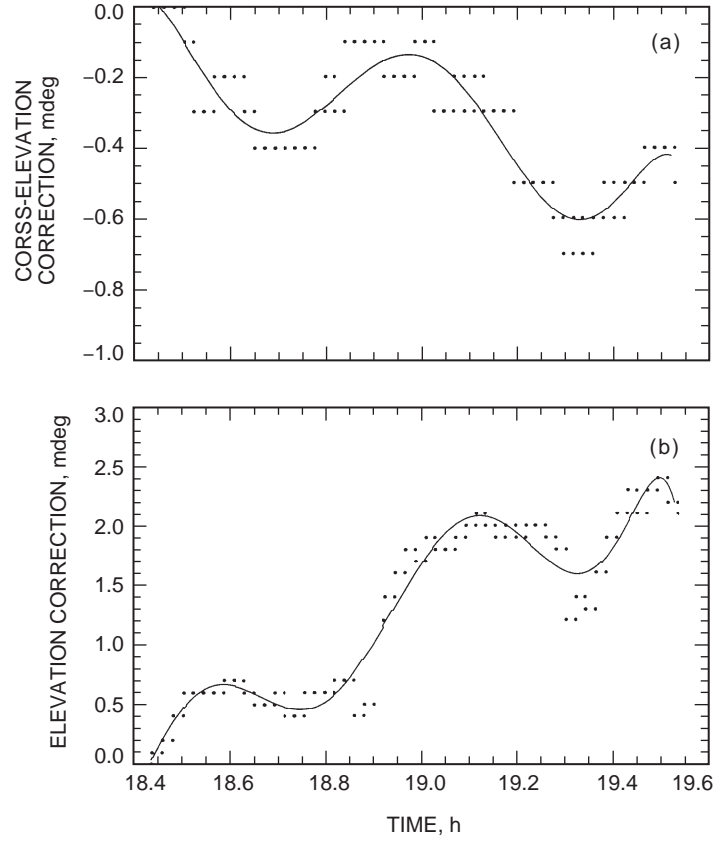 0.0
(a)
−0.2
−0.4
−0.6
−0.8
−1.0
CORSS-ELEVATION
CORRECTION, mdeg
3.0
(b)
2.5
2.0
1.5
1.0
0.5
0.0
ELEVATION CORRECTION, mdeg
18.4 18.6 18.8 19.0 19.2 19.4 19.6
TIME, h